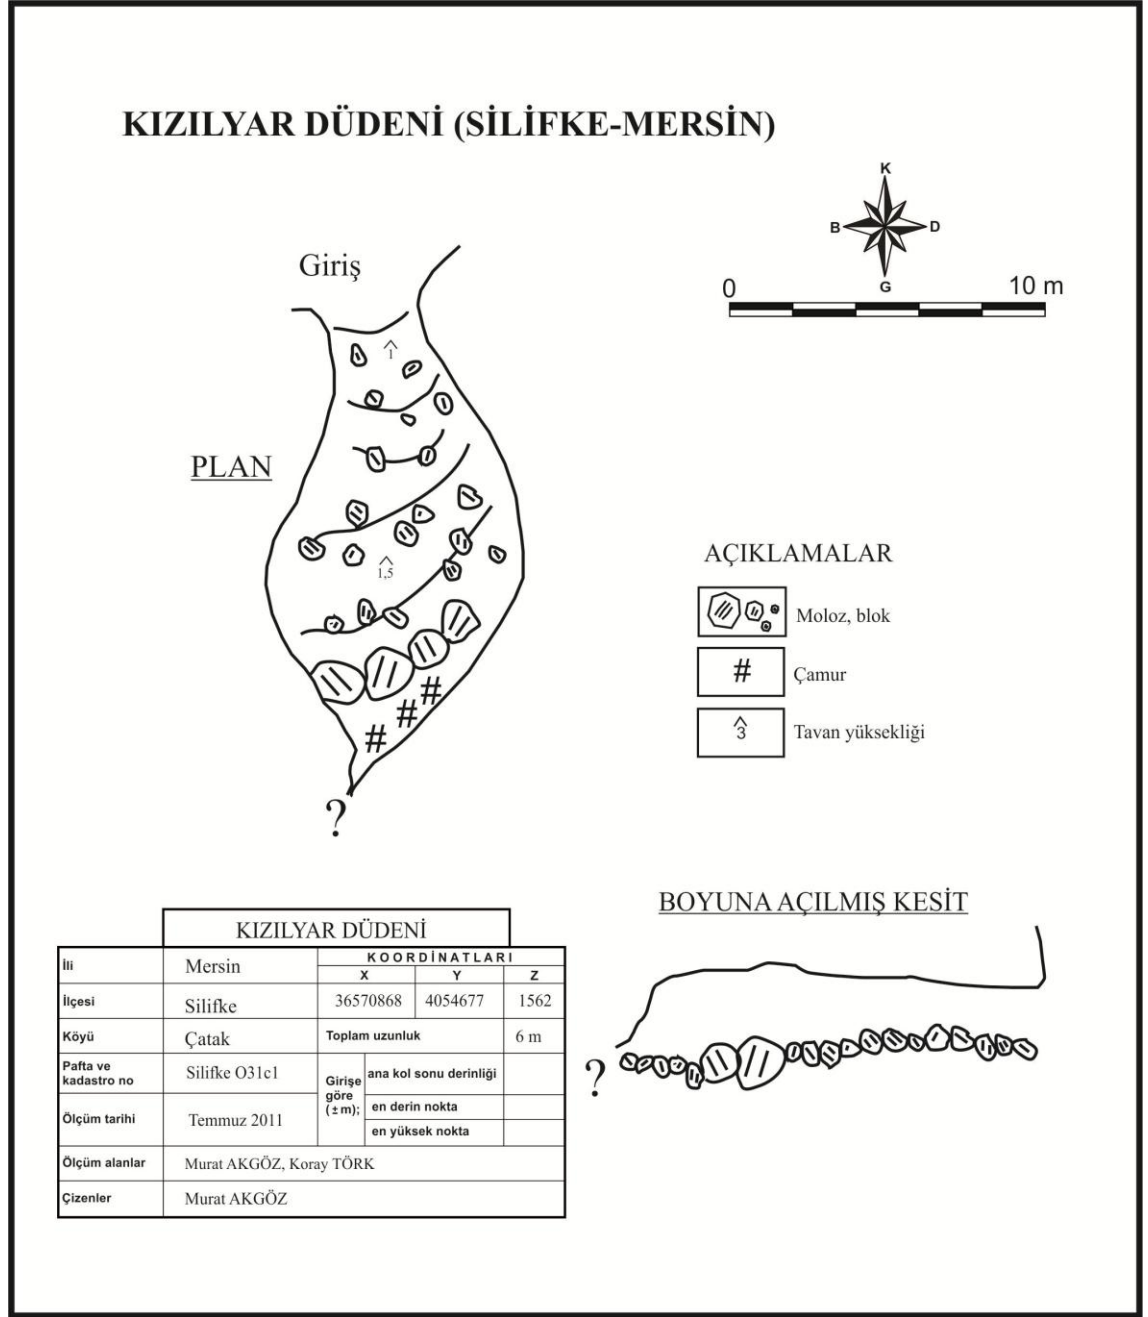 KIZILYAR DÜDENİ (SİLİFKE-MERSİN)
K
B D
G
0 10 m
Giriş
1
PLAN
1,5
?
AÇIKLAMALAR
Moloz, blok
# Çamur
3 Tavan yüksekliği
KIZILYAR DÜDENİ
İli Mersin KOORDİNATLARI
X Y Z
İlçesi Silifke 36570868 4054677 1562
Köyü Çatak Toplam uzunluk 6 m
Pafta ve
kadastro no
Silifke O31c1
Girişe
göre
(±m);
ana kol sonu derinliği
en derin nokta
en yüksek nokta
Ölçüm tarihi Temmuz 2011
Ölçüm alanlar Murat AKGÖZ, Koray TÖRK
Çizenler Murat AKGÖZ
BOYUNA AÇILMIŞ KESİT
?